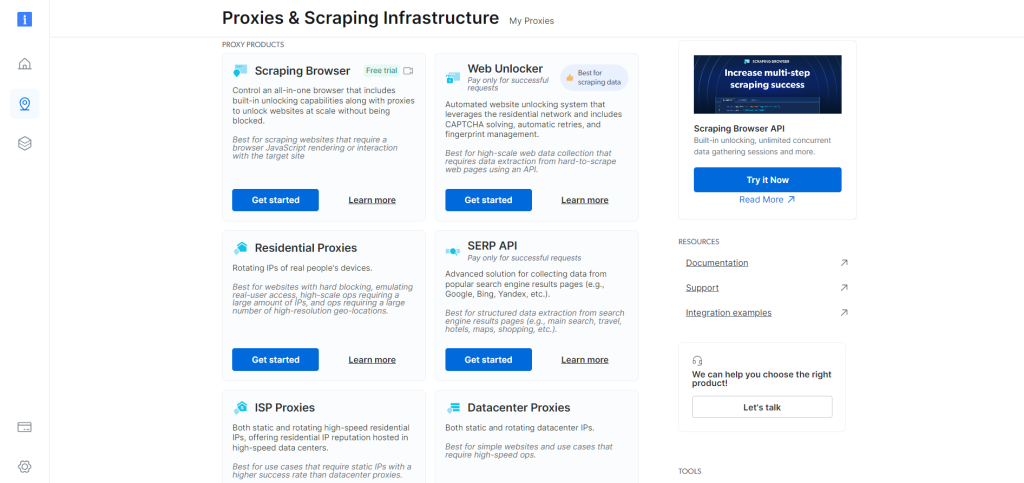 Proxies & Scraping Infrastructure My Proxies
PROXY PRODUCTS
Scraping Browser Free trial
Control an all-in-one browser that includes
built-in unlocking capabilities along with proxies
to unlock websites at scale without being
blocked.
Best for scraping websites that require a
browser JavaScript rendering or interaction
with the target site
Get started Learn more
Web Unlocker
Pay only for successful
requests
Best for
scraping data
Automated website unlocking system that
leverages the residential network and includes
CAPTCHA solving, automatic retries, and
fingerprint management.
Best for high-scale web data collection that
requires data extraction from hard-to-scrape
web pages using an API.
Get started Learn more
Residential Proxies
Rotating IPs of real people's devices.
Best for websites with hard blocking, emulating
real-user access, high-scale ops requiring a
large amount of IPs, and ops requiring a large
number of high-resolution geo-locations.
Get started Learn more
SERP API
Pay only for successful requests
Advanced solution for collecting data from
popular search engine results pages (e.g.,
Google, Bing, Yandex, etc.).
Best for structured data extraction from search
engine results pages (e.g., main search, travel,
hotels, maps, shopping, etc.).
Get started Learn more
ISP Proxies
Both static and rotating high-speed residential
IPs, offering residential IP reputation hosted in
high-speed data centers.
Best for use cases that require static IPs with a
higher success rate than datacenter proxies.
Datacenter Proxies
Both static and rotating datacenter IPs.
Best for simple websites and use cases that
require high-speed ops.
SCRAPING BROWSER
Increase multi-step
scraping success
Scraping Browser API
Built-in unlocking, unlimited concurrent
data gathering sessions and more.
Try it Now
Read More
RESOURCES
Documentation
Support
Integration examples
We can help you choose the right
product!
Let's talk
TOOLS